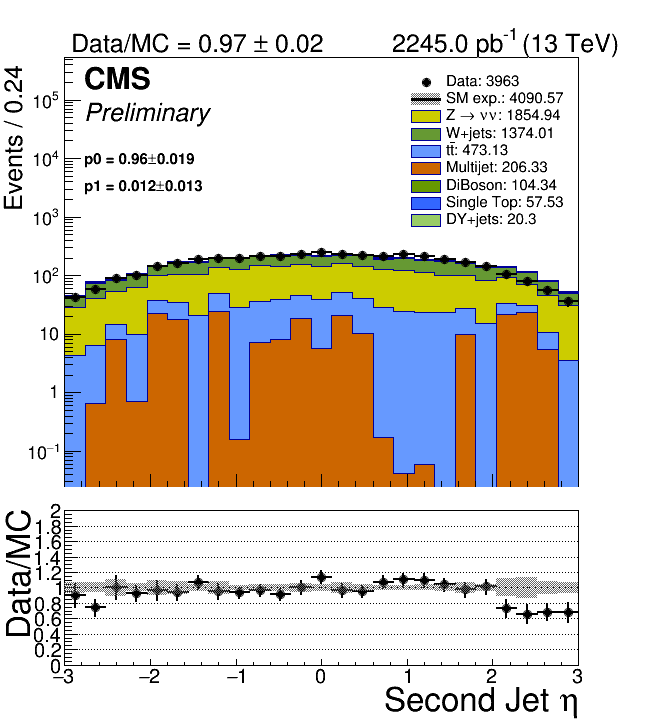 Data/MC = 0.97 ± 0.02
2245.0 pb⁻¹ (13 TeV)
CMS
Preliminary
p0 = 0.96±0.019
p1 = 0.012±0.013
Data: 3963
SM exp.: 4090.57
Z → νν: 1854.94
W+jets: 1374.01
tt̄: 473.13
Multijet: 206.33
DiBoson: 104.34
Single Top: 57.53
DY+jets: 20.3
Events / 0.24
10⁵
10⁴
10³
10²
10
1
10⁻¹
Data/MC
2
1.8
1.6
1.4
1.2
1
0.8
0.6
0.4
0.2
0
−3 −2 −1 0 1 2 3
Second Jet η